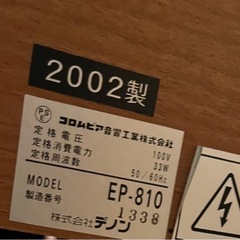 2002製
PSE
コロムビア音響工業株式会社
定格電圧 100V
定格消費電力 35W
定格周波数 50/60Hz
MODEL EP-810
製造番号 1338
株式会社デノン